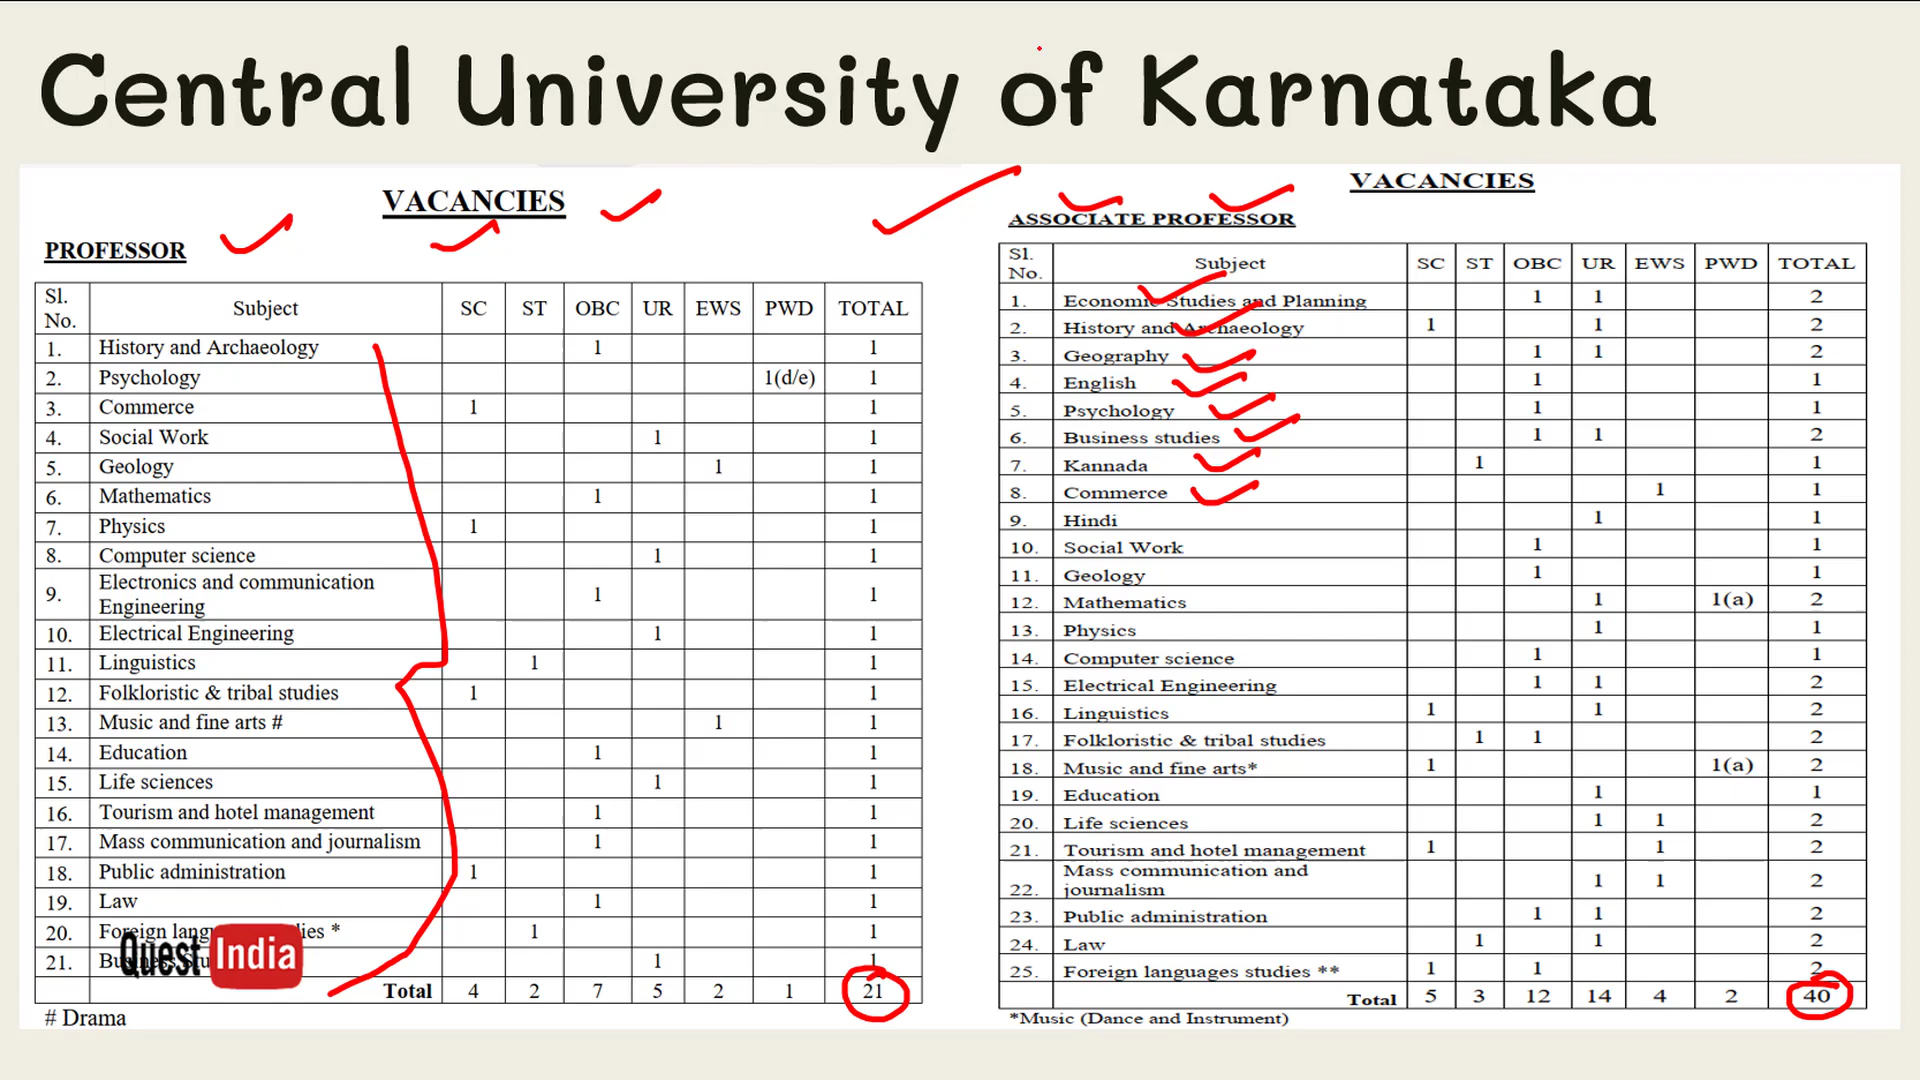 Central University of Karnataka
VACANCIES
PROFESSOR
Sl. No. Subject SC ST OBC UR EWS PWD TOTAL
1. History and Archaeology 1 1
2. Psychology 1(d/e) 1
3. Commerce 1 1
4. Social Work 1 1
5. Geology 1 1
6. Mathematics 1 1
7. Physics 1 1
8. Computer science 1 1
9. Electronics and communication Engineering 1 1
10. Electrical Engineering 1 1
11. Linguistics 1 1
12. Folkloristic & tribal studies 1 1
13. Music and fine arts # 1 1
14. Education 1 1
15. Life sciences 1 1
16. Tourism and hotel management 1 1
17. Mass communication and journalism 1 1
18. Public administration 1 1
19. Law 1 1
20. Foreign * 1 1
21. 1 1
Total 4 2 7 5 2 1 21
# Drama
Quest India
VACANCIES
ASSOCIATE PROFESSOR
Sl. No. Subject SC ST OBC UR EWS PWD TOTAL
1. Economic Studies and Planning 1 1 2
2. History and Archaeology 1 1 2
3. Geography 1 1 2
4. English 1 1
5. Psychology 1 1
6. Business studies 1 1 2
7. Kannada 1 1
8. Commerce 1 1
9. Hindi 1 1
10. Social Work 1 1
11. Geology 1 1
12. Mathematics 1 1(a) 2
13. Physics 1 1
14. Computer science 1 1
15. Electrical Engineering 1 1 2
16. Linguistics 1 1 2
17. Folkloristic & tribal studies 1 1 2
18. Music and fine arts* 1 1(a) 2
19. Education 1 1
20. Life sciences 1 1 2
21. Tourism and hotel management 1 1 2
22. Mass communication and journalism 1 1 2
23. Public administration 1 1 2
24. Law 1 1 2
25. Foreign languages studies ** 1 1 2
Total 5 3 12 14 4 2 40
*Music (Dance and Instrument)